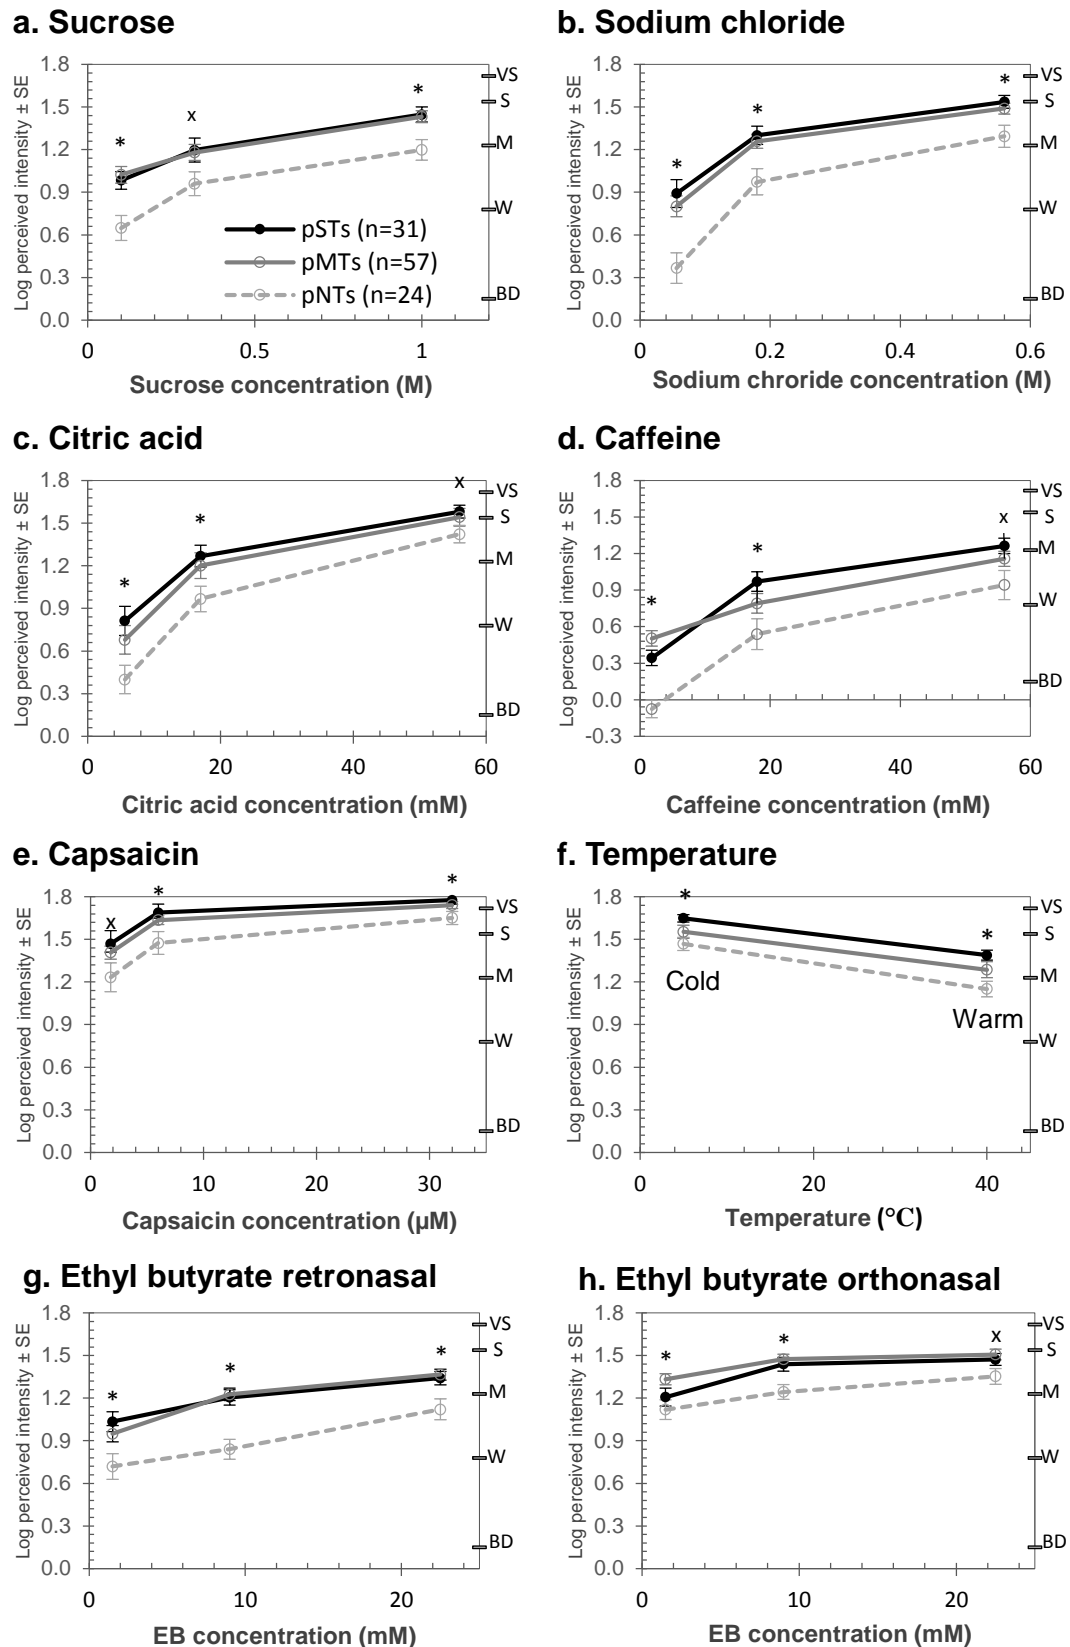 a. Sucrose
Log perceived intensity ± SE
1.8
1.5
1.2
0.9
0.6
0.3
0.0
* x *
pSTs (n=31)
pMTs (n=57)
pNTs (n=24)
VS
S
M
W
BD
0 0.5 1
Sucrose concentration (M)
b. Sodium chloride
Log perceived intensity ± SE
1.8
1.5
1.2
0.9
0.6
0.3
0.0
* * *
VS
S
M
W
BD
0 0.2 0.4 0.6
Sodium chroride concentration (M)
c. Citric acid
Log perceived intensity ± SE
1.8
1.5
1.2
0.9
0.6
0.3
0.0
* * x
VS
S
M
W
BD
0 20 40 60
Citric acid concentration (mM)
d. Caffeine
Log perceived intensity ± SE
1.8
1.5
1.2
0.9
0.6
0.3
0.0
-0.3
* * x
VS
S
M
W
BD
0 20 40 60
Caffeine concentration (mM)
e. Capsaicin
Log perceived intensity ± SE
1.8
1.5
1.2
0.9
0.6
0.3
0.0
x * *
VS
S
M
W
BD
0 10 20 30
Capsaicin concentration (µM)
f. Temperature
Log perceived intensity ± SE
1.8
1.5
1.2
0.9
0.6
0.3
0.0
* *
Cold
Warm
VS
S
M
W
BD
0 20 40
Temperature (°C)
g. Ethyl butyrate retronasal
Log perceived intensity ± SE
1.8
1.5
1.2
0.9
0.6
0.3
0.0
* * *
VS
S
M
W
BD
0 10 20
EB concentration (mM)
h. Ethyl butyrate orthonasal
Log perceived intensity ± SE
1.8
1.5
1.2
0.9
0.6
0.3
0.0
* * x
VS
S
M
W
BD
0 10 20
EB concentration (mM)